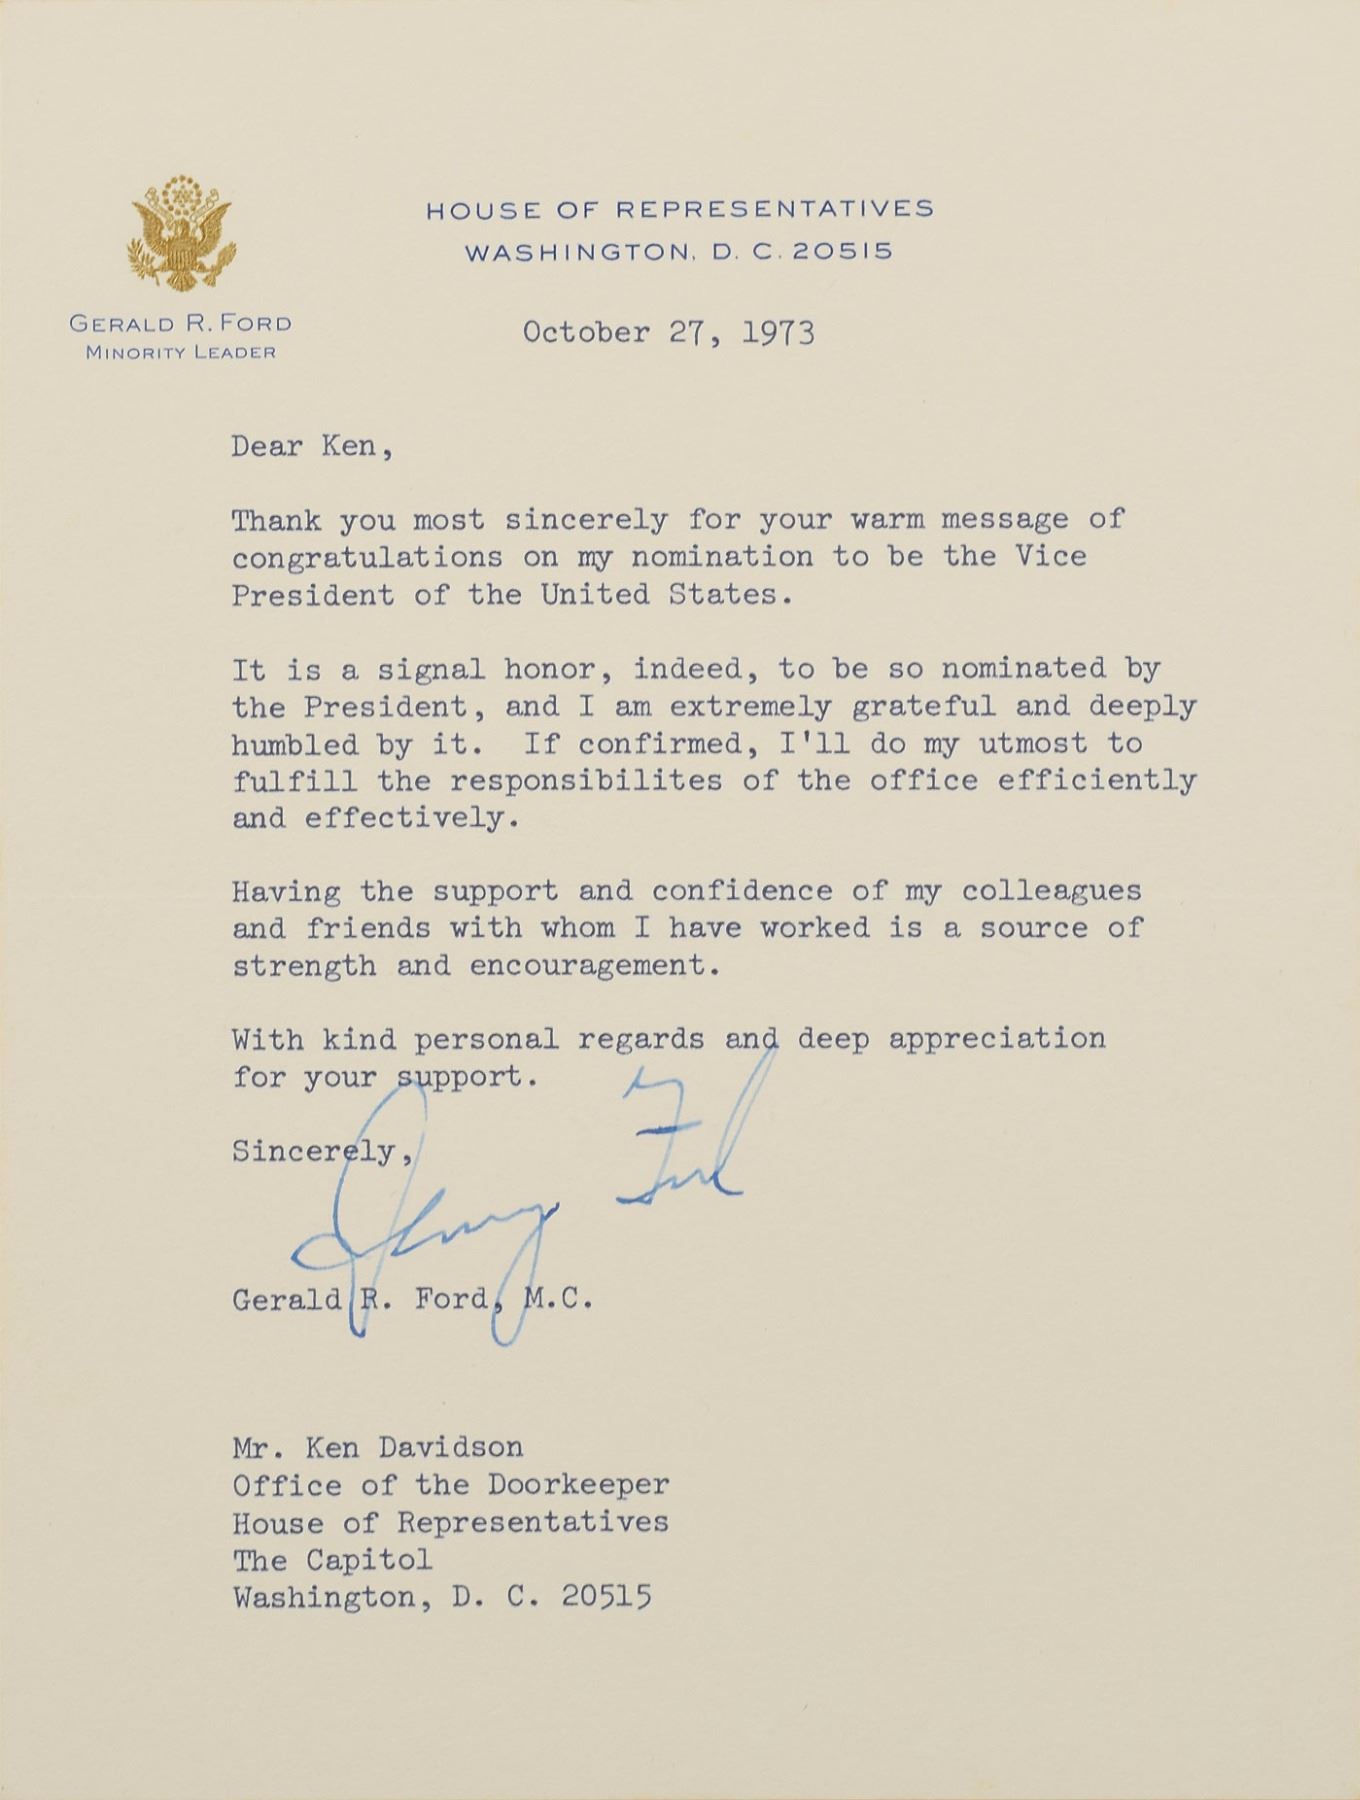 HOUSE OF REPRESENTATIVES
WASHINGTON, D. C. 20515
GERALD R. FORD
MINORITY LEADER
October 27, 1973
Dear Ken,
Thank you most sincerely for your warm message of
congratulations on my nomination to be the Vice
President of the United States.
It is a signal honor, indeed, to be so nominated by
the President, and I am extremely grateful and deeply
humbled by it.  If confirmed, I'll do my utmost to
fulfill the responsibilites of the office efficiently
and effectively.
Having the support and confidence of my colleagues
and friends with whom I have worked is a source of
strength and encouragement.
With kind personal regards and deep appreciation
for your support.
Sincerely,
Jerry Ford
Gerald R. Ford, M.C.
Mr. Ken Davidson
Office of the Doorkeeper
House of Representatives
The Capitol
Washington, D. C. 20515